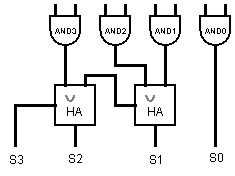 AND3 AND2 AND1 AND0
HA HA
S3 S2 S1 S0